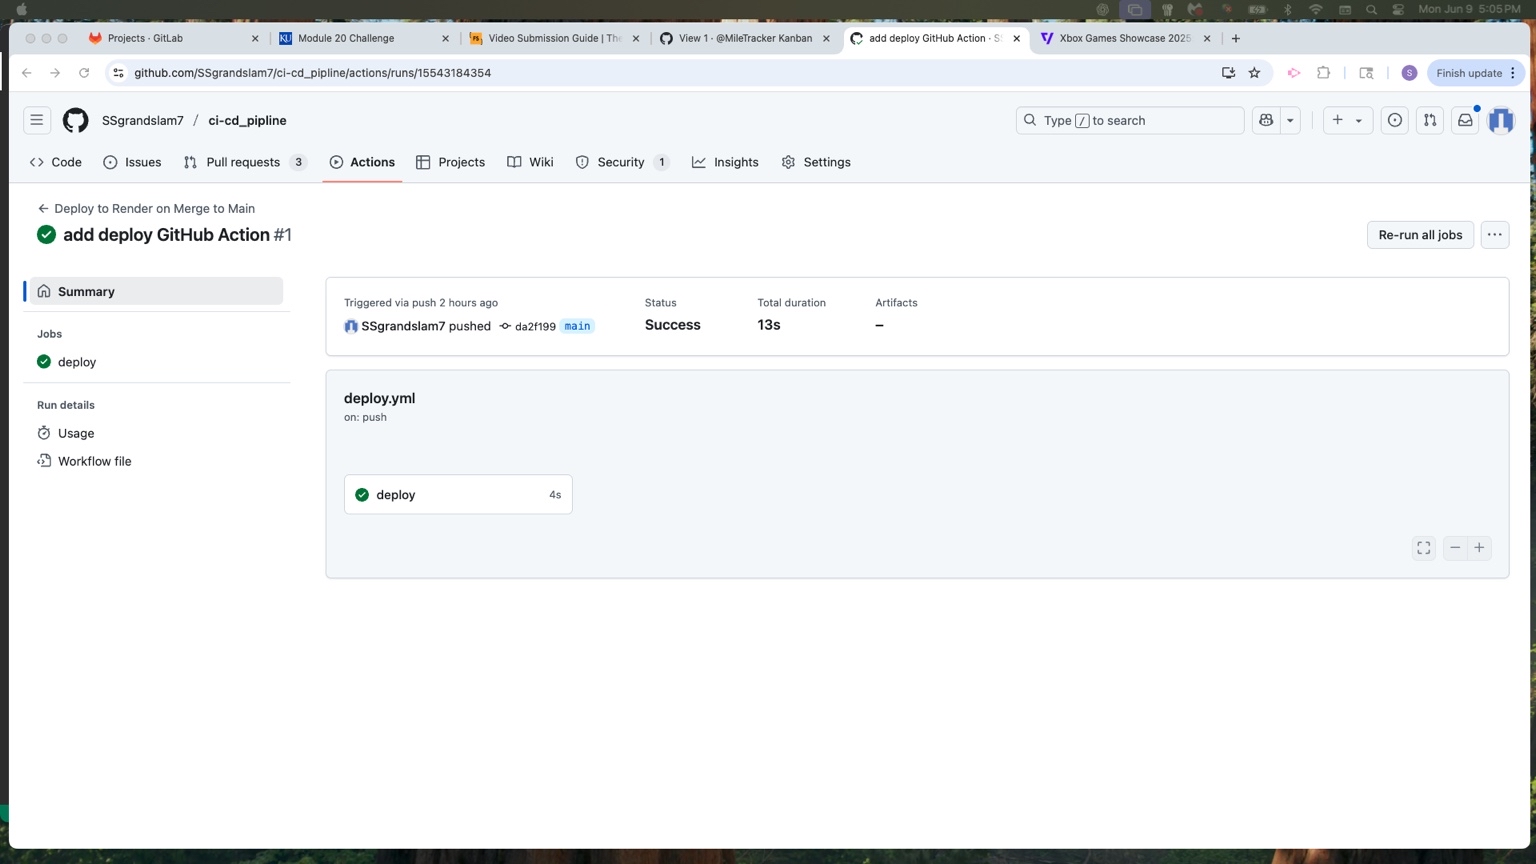 Mon Jun 9 5:05 PM
Projects · GitLab
Module 20 Challenge
Video Submission Guide | The
View 1 · @MileTracker Kanban
add deploy GitHub Action · S
Xbox Games Showcase 2025
github.com/SSgrandslam7/ci-cd_pipline/actions/runs/15543184354
S
Finish update
SSgrandslam7 / ci-cd_pipline
Type / to search
Code
Issues
Pull requests 3
Actions
Projects
Wiki
Security 1
Insights
Settings
Deploy to Render on Merge to Main
add deploy GitHub Action #1
Re-run all jobs
Summary
Jobs
deploy
Run details
Usage
Workflow file
Triggered via push 2 hours ago
SSgrandslam7 pushed da2f199 main
Status
Success
Total duration
13s
Artifacts
–
deploy.yml
on: push
deploy 4s